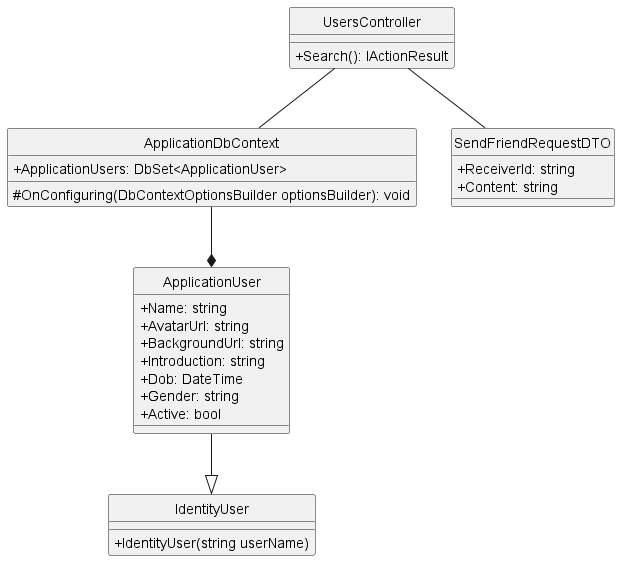 UsersController
+Search(): IActionResult
ApplicationDbContext
+ApplicationUsers: DbSet<ApplicationUser>
#OnConfiguring(DbContextOptionsBuilder optionsBuilder): void
SendFriendRequestDTO
+ReceiverId: string
+Content: string
ApplicationUser
+Name: string
+AvatarUrl: string
+BackgroundUrl: string
+Introduction: string
+Dob: DateTime
+Gender: string
+Active: bool
IdentityUser
+IdentityUser(string userName)